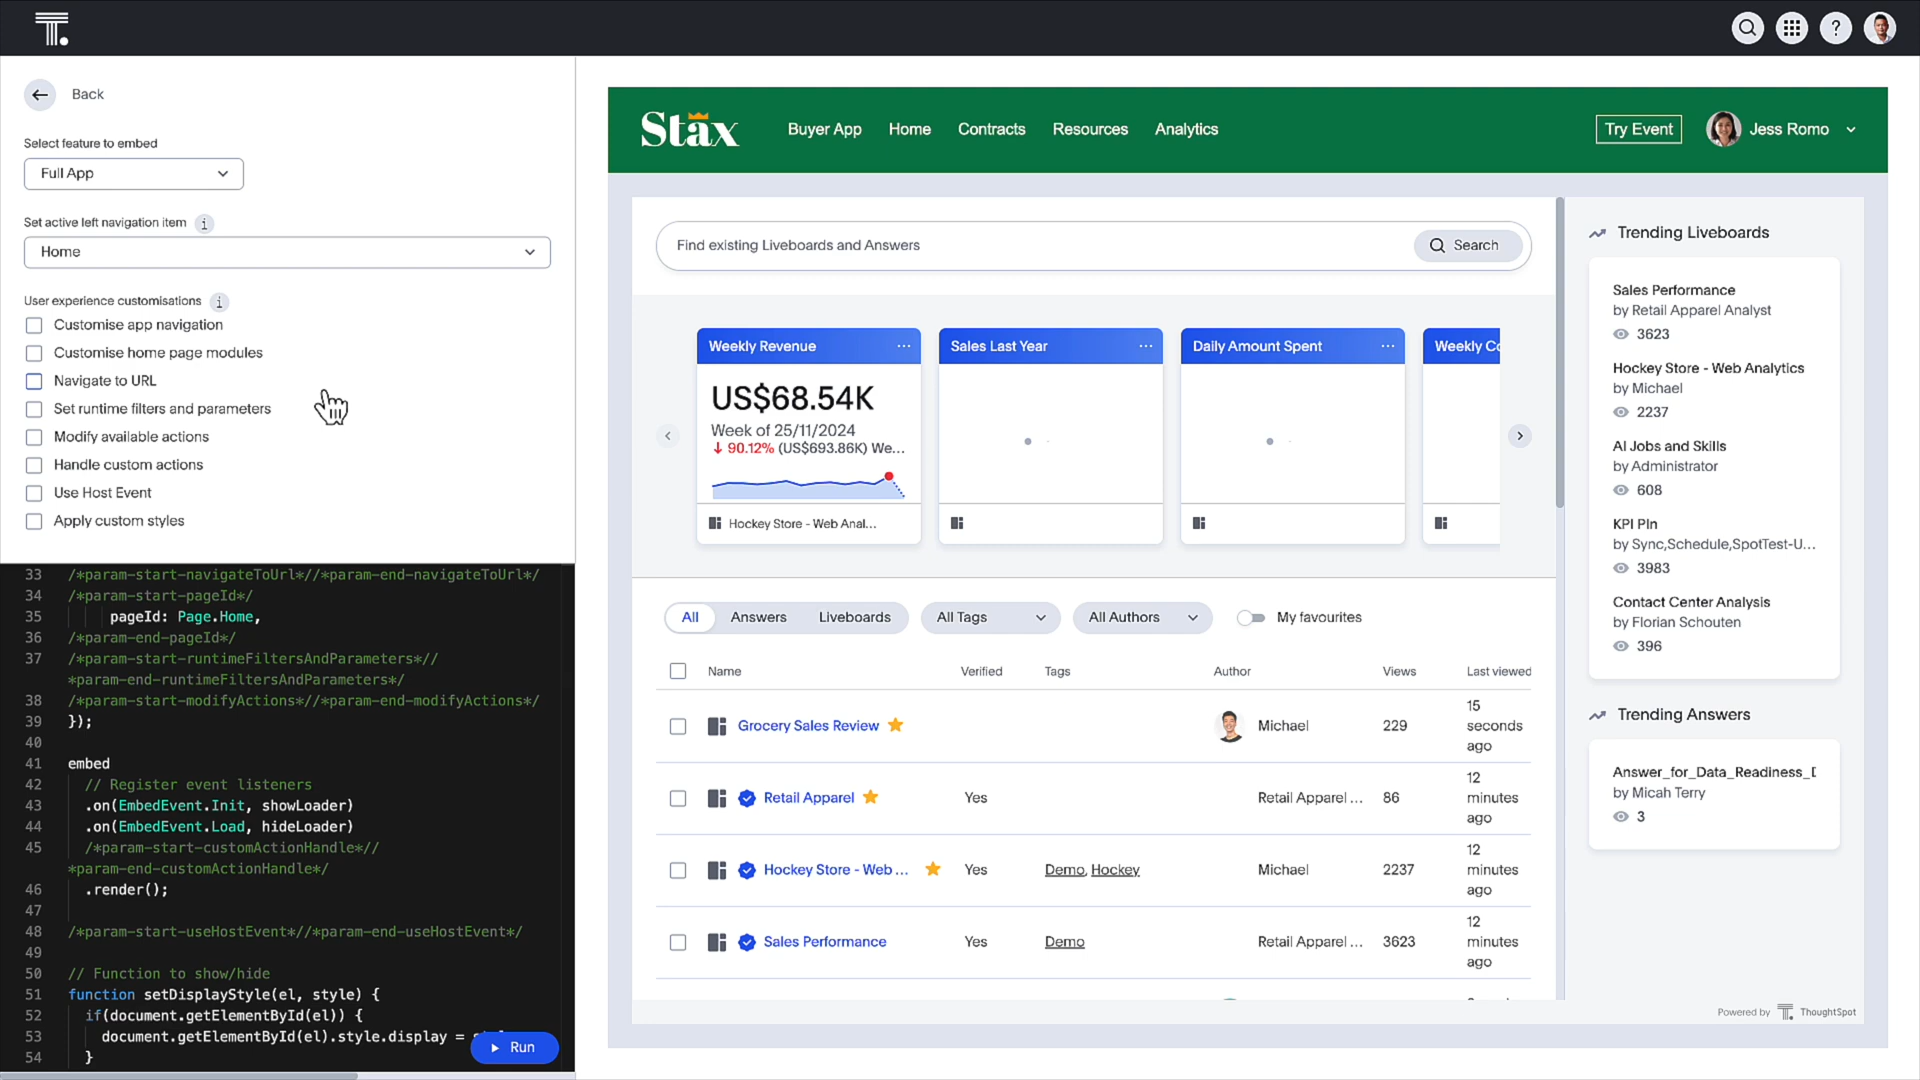 T.
Back
Select feature to embed
Full App
Set active left navigation item i
Home
User experience customisations i
Customise app navigation
Customise home page modules
Navigate to URL
Set runtime filters and parameters
Modify available actions
Handle custom actions
Use Host Event
Apply custom styles
33 /*param-start-navigateToUrl*//*param-end-navigateToUrl*/
34 /*param-start-pageId*/
35 pageId: Page.Home,
36 /*param-end-pageId*/
37 /*param-start-runtimeFiltersAndParameters*//
*param-end-runtimeFiltersAndParameters*/
38 /*param-start-modifyActions*//*param-end-modifyActions*/
39 });
40
41 embed
42 // Register event listeners
43 .on(EmbedEvent.Init, showLoader)
44 .on(EmbedEvent.Load, hideLoader)
45 /*param-start-customActionHandle*//
*param-end-customActionHandle*/
46 .render();
47
48 /*param-start-useHostEvent*//*param-end-useHostEvent*/
49
50 // Function to show/hide
51 function setDisplayStyle(el, style) {
52 if(document.getElementById(el)) {
53 document.getElementById(el).style.display =
54 }
Run
Stax Buyer App Home Contracts Resources Analytics Try Event Jess Romo
Find existing Liveboards and Answers Search
Weekly Revenue ...
US$68.54K
Week of 25/11/2024
↓ 90.12% (US$693.86K) We...
Hockey Store - Web Anal...
Sales Last Year ...
Daily Amount Spent ...
Weekly Co
All Answers Liveboards All Tags All Authors My favourites
Name Verified Tags Author Views Last viewed
Grocery Sales Review Michael 229 15 seconds ago
Retail Apparel Yes Retail Apparel ... 86 12 minutes ago
Hockey Store - Web ... Yes Demo, Hockey Michael 2237 12 minutes ago
Sales Performance Yes Demo Retail Apparel ... 3623 12 minutes ago
Trending Liveboards
Sales Performance
by Retail Apparel Analyst
3623
Hockey Store - Web Analytics
by Michael
2237
AI Jobs and Skills
by Administrator
608
KPI PIn
by Sync,Schedule,SpotTest-U...
3983
Contact Center Analysis
by Florian Schouten
396
Trending Answers
Answer_for_Data_Readiness_D
by Micah Terry
3
Powered by T. ThoughtSpot